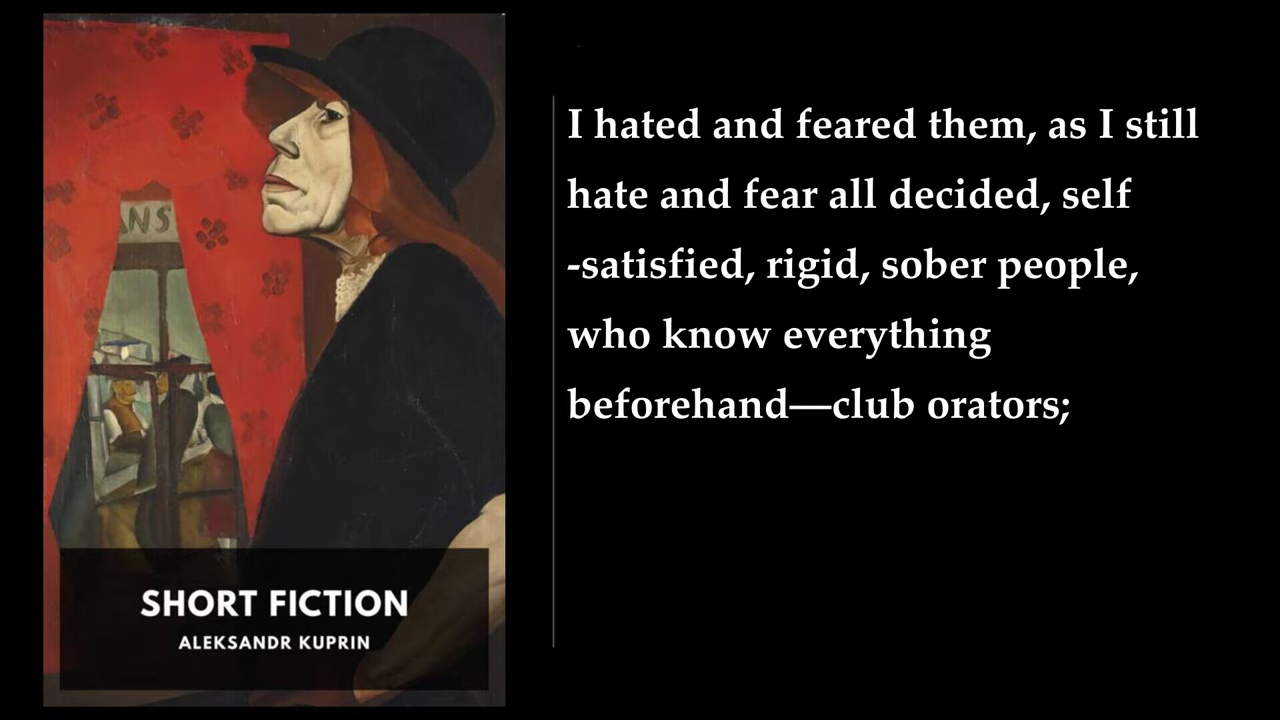 ANS
SHORT FICTION
ALEKSANDR KUPRIN
I hated and feared them, as I still
hate and fear all decided, self
-satisfied, rigid, sober people,
who know everything
beforehand—club orators;